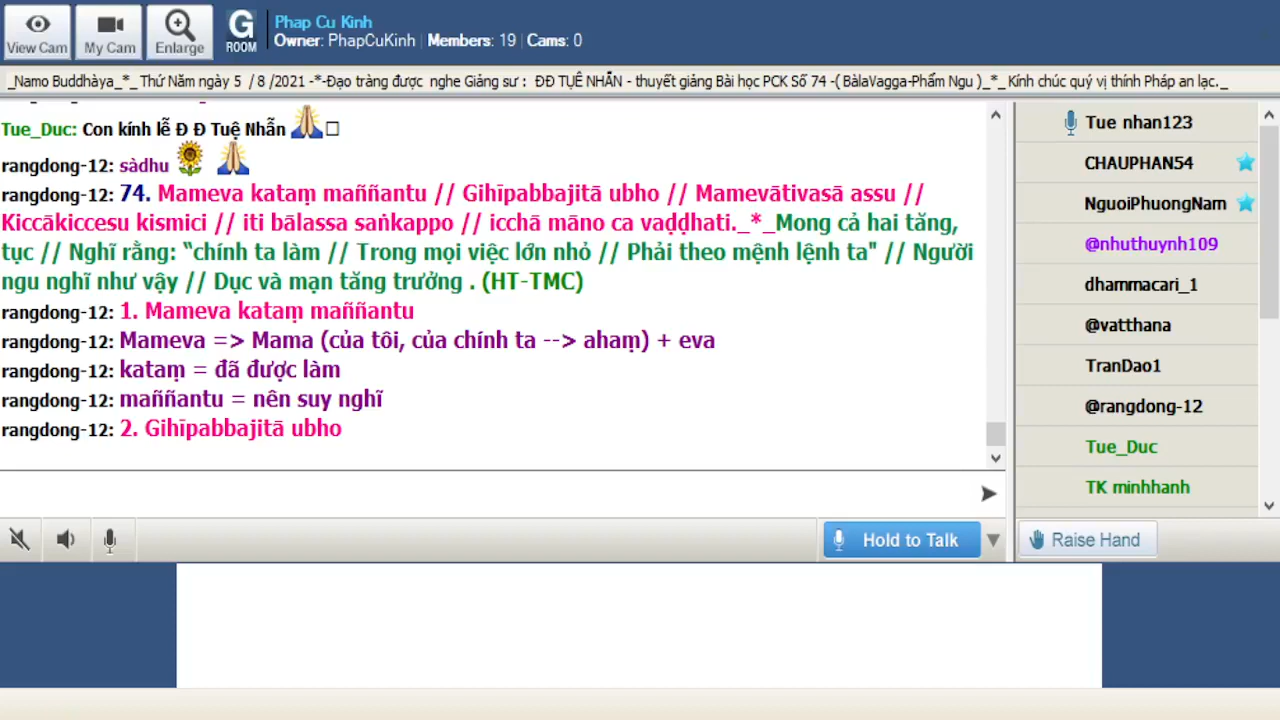 Pháp Cu Kinh
View Cam
My Cam
Enlarge
G
ROOM
Owner: PhapCuKinh | Members: 19 | Cams: 0
_Namo Buddhàya_*_ Thứ Năm ngày 5 / 8 /2021 -*-Đạo tràng được nghe Giảng sư : ĐĐ TUỆ NHẪN - thuyết giảng Bài học PCK Số 74 -( BàlaVagga-Phẩm Ngu )_*_ Kính chúc quý vị thính Pháp an lạc._
Tue_Duc: Con kính lễ Đ Đ Tuệ Nhẫn
rangdong-12: sàdhu
rangdong-12: 74. Mameva kataṃ maññantu // Gihīpabbajitā ubho // Mamevātivasā assu //
Kiccākiccesu kismici // iti bālassa saṅkappo // icchā māno ca vaḍḍhati._*_Mong cả hai tăng,
tục // Nghĩ rằng: “chính ta làm // Trong mọi việc lớn nhỏ // Phải theo mệnh lệnh ta" // Người
ngu nghĩ như vậy // Dục và mạn tăng trưởng . (HT-TMC)
rangdong-12: 1. Mameva kataṃ maññantu
rangdong-12: Mameva => Mama (của tôi, của chính ta --> ahaṃ) + eva
rangdong-12: kataṃ = đã được làm
rangdong-12: maññantu = nên suy nghĩ
rangdong-12: 2. Gihīpabbajitā ubho
Tue nhan123
CHAUPHAN54
NguoiPhuongNam
@nhuthuynh109
dhammacari_1
@vatthana
TranDao1
@rangdong-12
Tue_Duc
TK minhhanh
Hold to Talk
Raise Hand